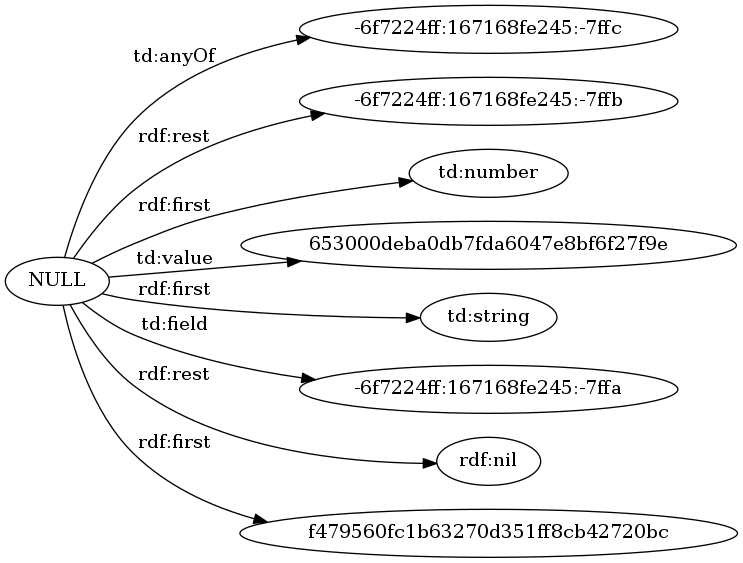 -6f7224ff:167168fe245:-7ffc
td:anyOf
-6f7224ff:167168fe245:-7ffb
rdf:rest
td:number
rdf:first
653000deba0db7fda6047e8bf6f27f9e
td:value
NULL
rdf:first
td:string
td:field
-6f7224ff:167168fe245:-7ffa
rdf:rest
rdf:nil
rdf:first
f479560fc1b63270d351ff8cb42720bc